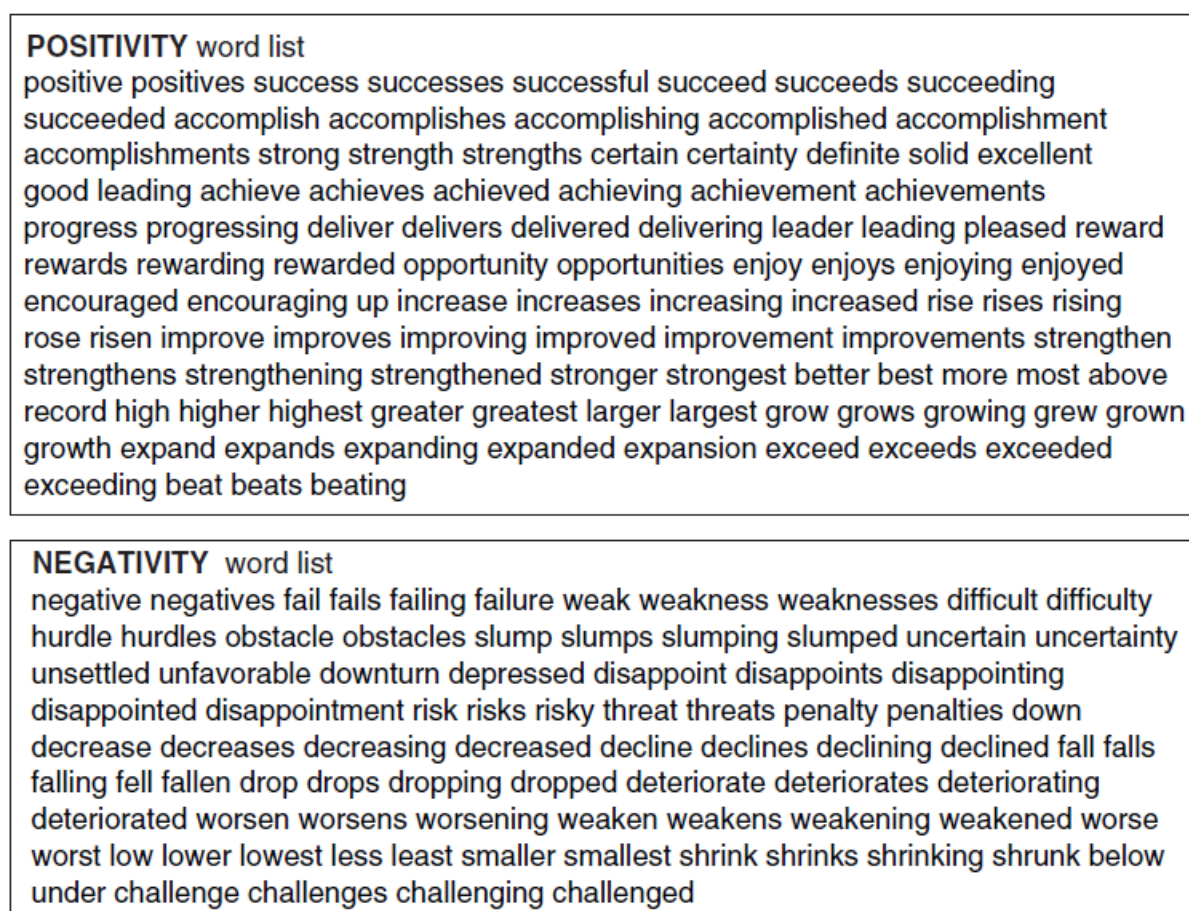 POSITIVITY word list
positive positives success successes successful succeed succeeds succeeding
succeeded accomplish accomplishes accomplishing accomplished accomplishment
accomplishments strong strength strengths certain certainty definite solid excellent
good leading achieve achieves achieved achieving achievement achievements
progress progressing deliver delivers delivered delivering leader leading pleased reward
rewards rewarding rewarded opportunity opportunities enjoy enjoys enjoying enjoyed
encouraged encouraging up increase increases increasing increased rise rises rising
rose risen improve improves improving improved improvement improvements strengthen
strengthens strengthening strengthened stronger strongest better best more most above
record high higher highest greater greatest larger largest grow grows growing grew grown
growth expand expands expanding expanded expansion exceed exceeds exceeded
exceeding beat beats beating
NEGATIVITY word list
negative negatives fail fails failing failure weak weakness weaknesses difficult difficulty
hurdle hurdles obstacle obstacles slump slumps slumping slumped uncertain uncertainty
unsettled unfavorable downturn depressed disappoint disappoints disappointing
disappointed disappointment risk risks risky threat threats penalty penalties down
decrease decreases decreasing decreased decline declines declining declined fall falls
falling fell fallen drop drops dropping dropped deteriorate deteriorates deteriorating
deteriorated worsen worsens worsening weaken weakens weakening weakened worse
worst low lower lowest less least smaller smallest shrink shrinks shrinking shrunk below
under challenge challenges challenging challenged